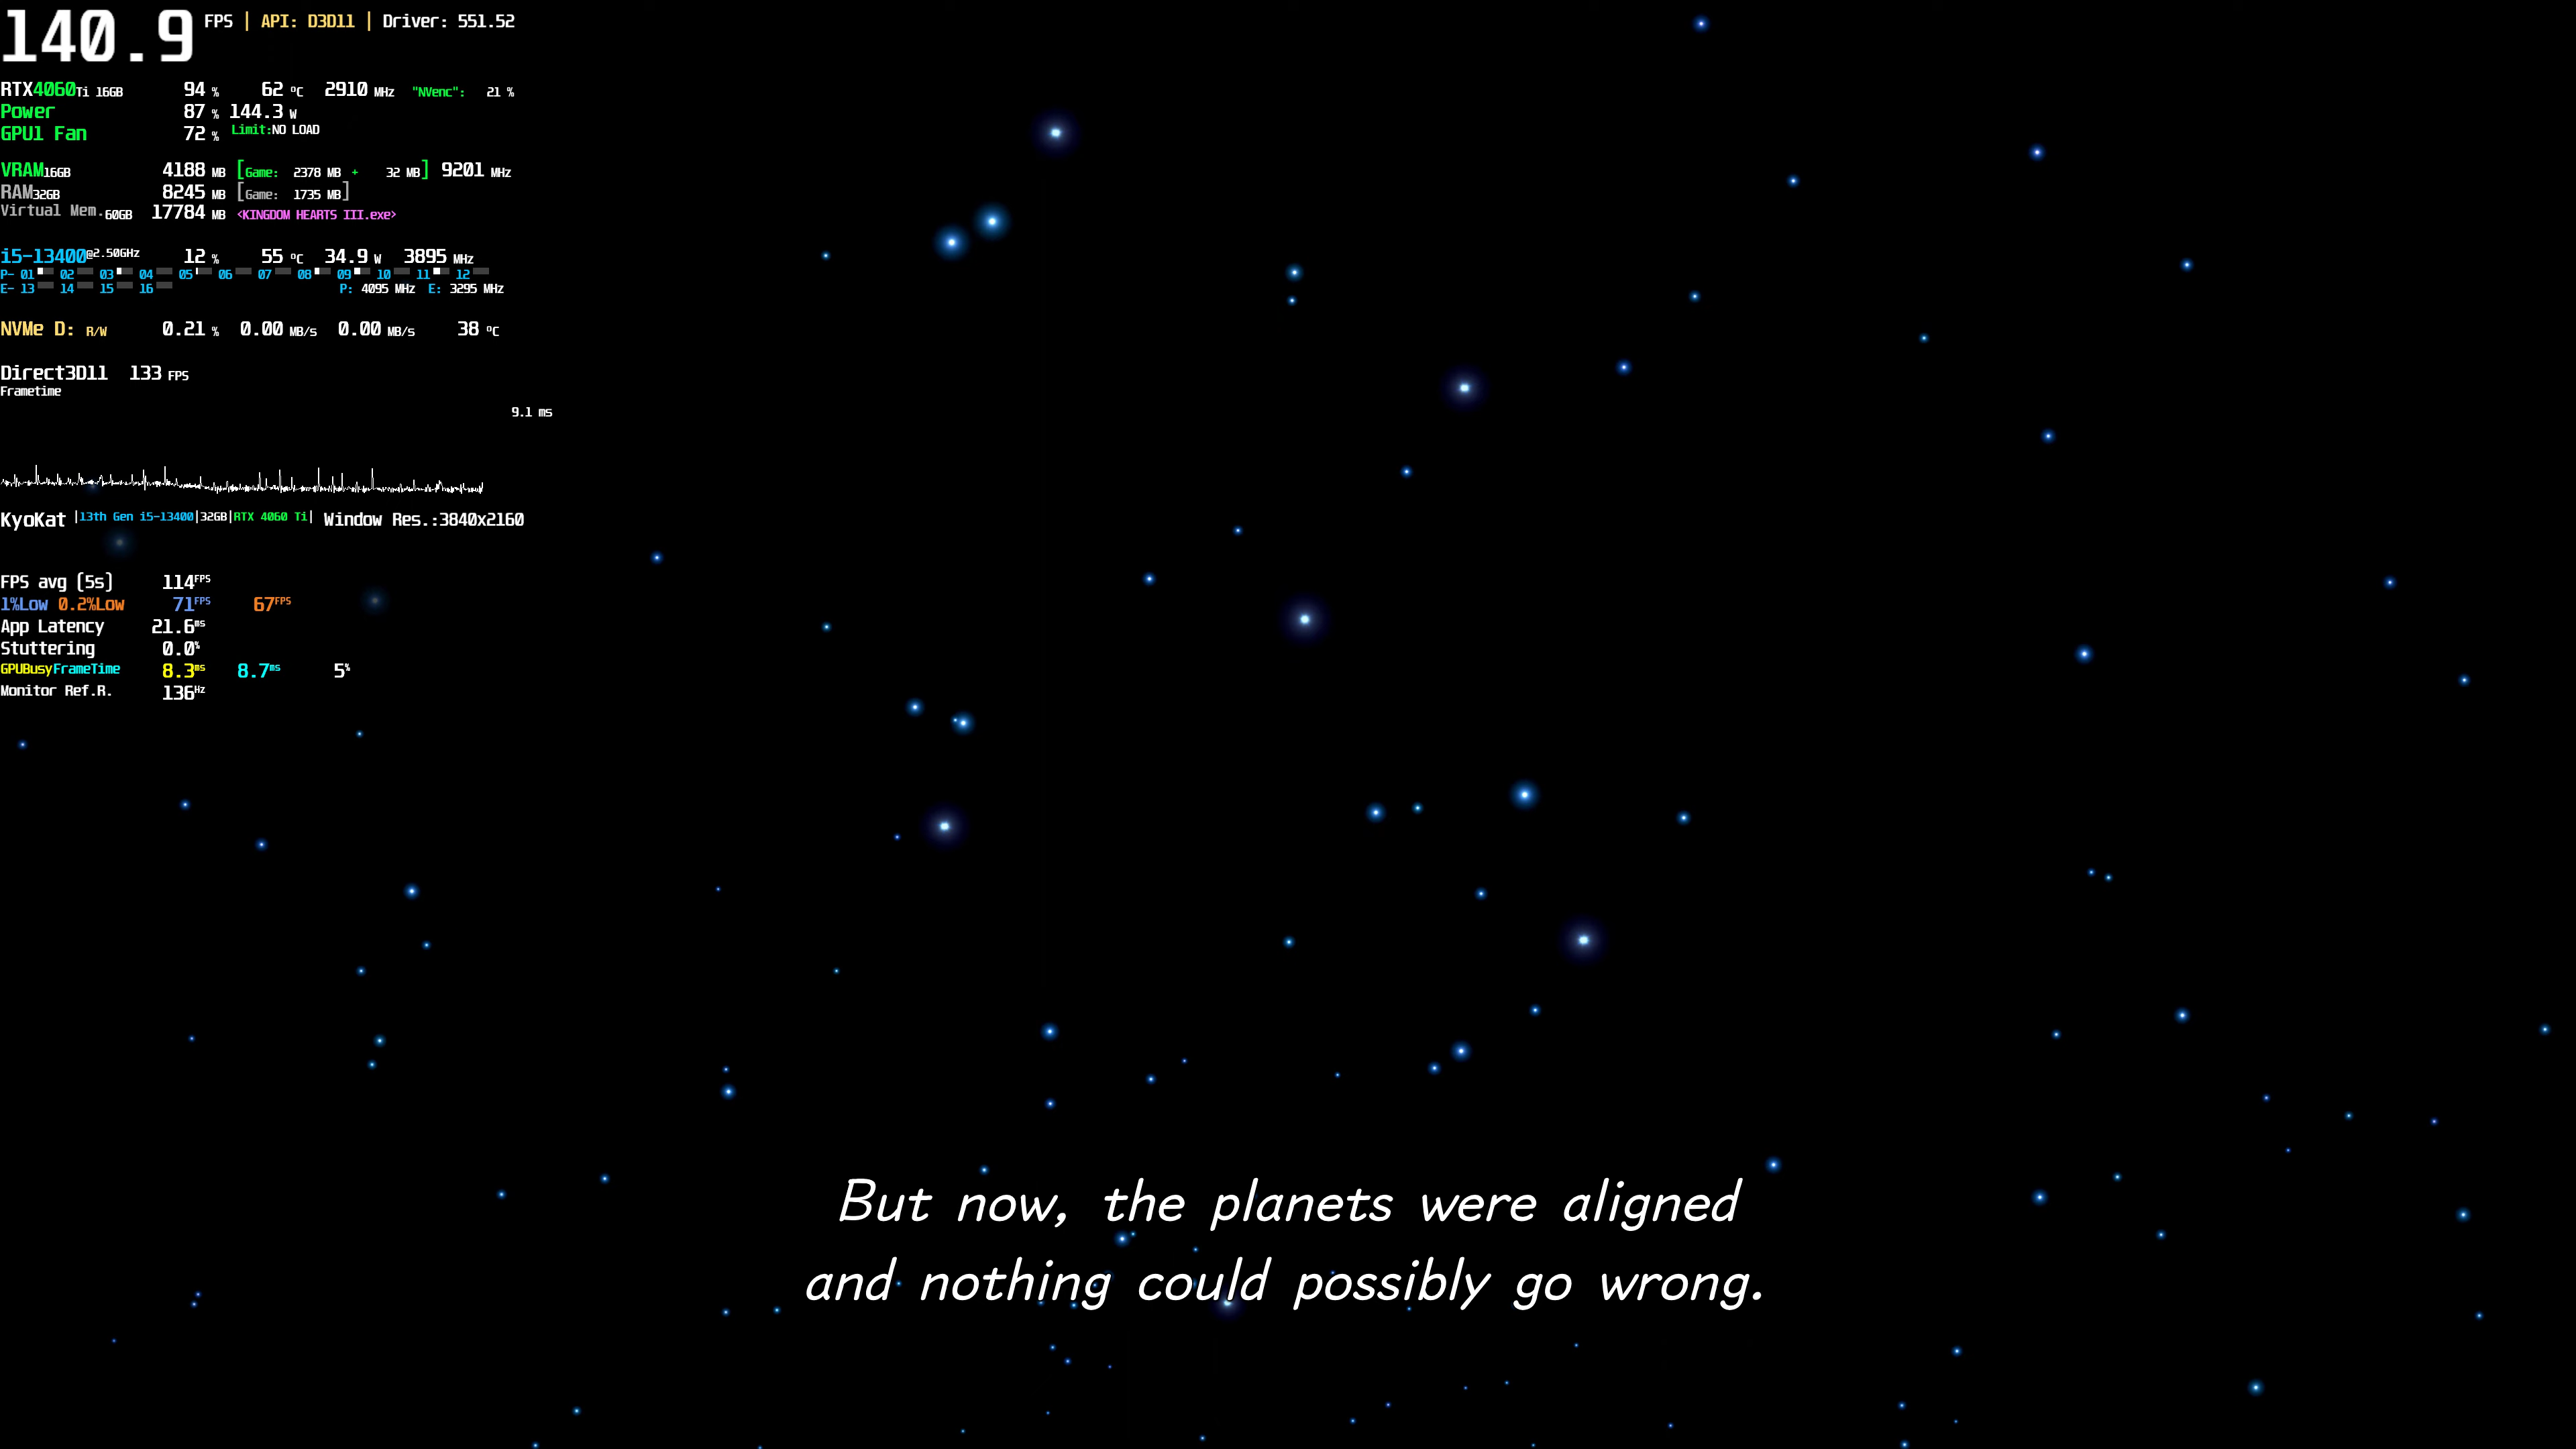 140.9 FPS | API: D3D11 | Driver: 551.52
RTX4060Ti 16GB 94 % 62 °C 2910 MHz "NVenc": 21 %
Power 87 % 144.3 W
GPU1 Fan 72 % Limit:NO LOAD
VRAM16GB 4188 MB [Game: 2378 MB + 32 MB] 9201 MHz
RAM32GB 8245 MB [Game: 1735 MB]
Virtual Mem.60GB 17784 MB <KINGDOM HEARTS III.exe>
i5-13400@2.50GHz 12 % 55 °C 34.9 W 3895 MHz
P- 01 02 03 04 05 06 07 08 09 10 11 12
E- 13 14 15 16 P: 4095 MHz E: 3295 MHz
NVMe D: R/W 0.21 % 0.00 MB/s 0.00 MB/s 38 °C
Direct3D11 133 FPS
Frametime
9.1 ms
KyoKat |13th Gen i5-13400|32GB|RTX 4060 Ti| Window Res.:3840x2160
FPS avg (5s) 114FPS
1%Low 0.2%Low 71FPS 67FPS
App Latency 21.6ms
Stuttering 0.0%
GPUBusyFrameTime 8.3ms 8.7ms 5%
Monitor Ref.R. 136Hz
But now, the planets were aligned
and nothing could possibly go wrong.